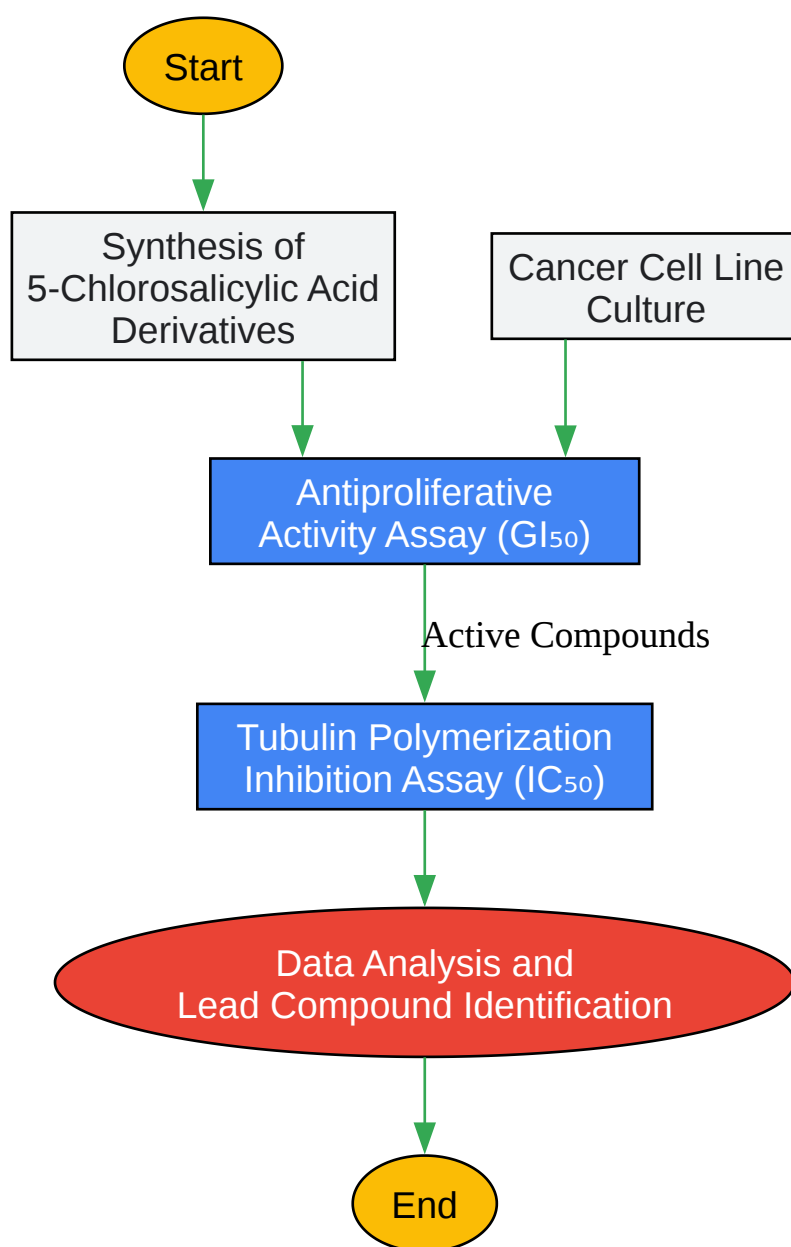 Start
Synthesis of
5-Chlorosalicylic Acid
Derivatives
Cancer Cell Line
Culture
Antiproliferative
Activity Assay (GI₅₀)
Active Compounds
Tubulin Polymerization
Inhibition Assay (IC₅₀)
Data Analysis and
Lead Compound Identification
End